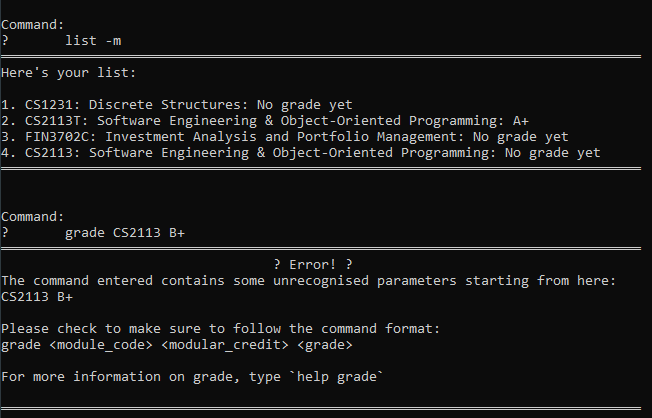 Command:
?       list -m
Here's your list:
1. CS1231: Discrete Structures: No grade yet
2. CS2113T: Software Engineering & Object-Oriented Programming: A+
3. FIN3702C: Investment Analysis and Portfolio Management: No grade yet
4. CS2113: Software Engineering & Object-Oriented Programming: No grade yet
Command:
?       grade CS2113 B+
? Error! ?
The command entered contains some unrecognised parameters starting from here:
CS2113 B+
Please check to make sure to follow the command format:
grade <module_code> <modular_credit> <grade>
For more information on grade, type `help grade`